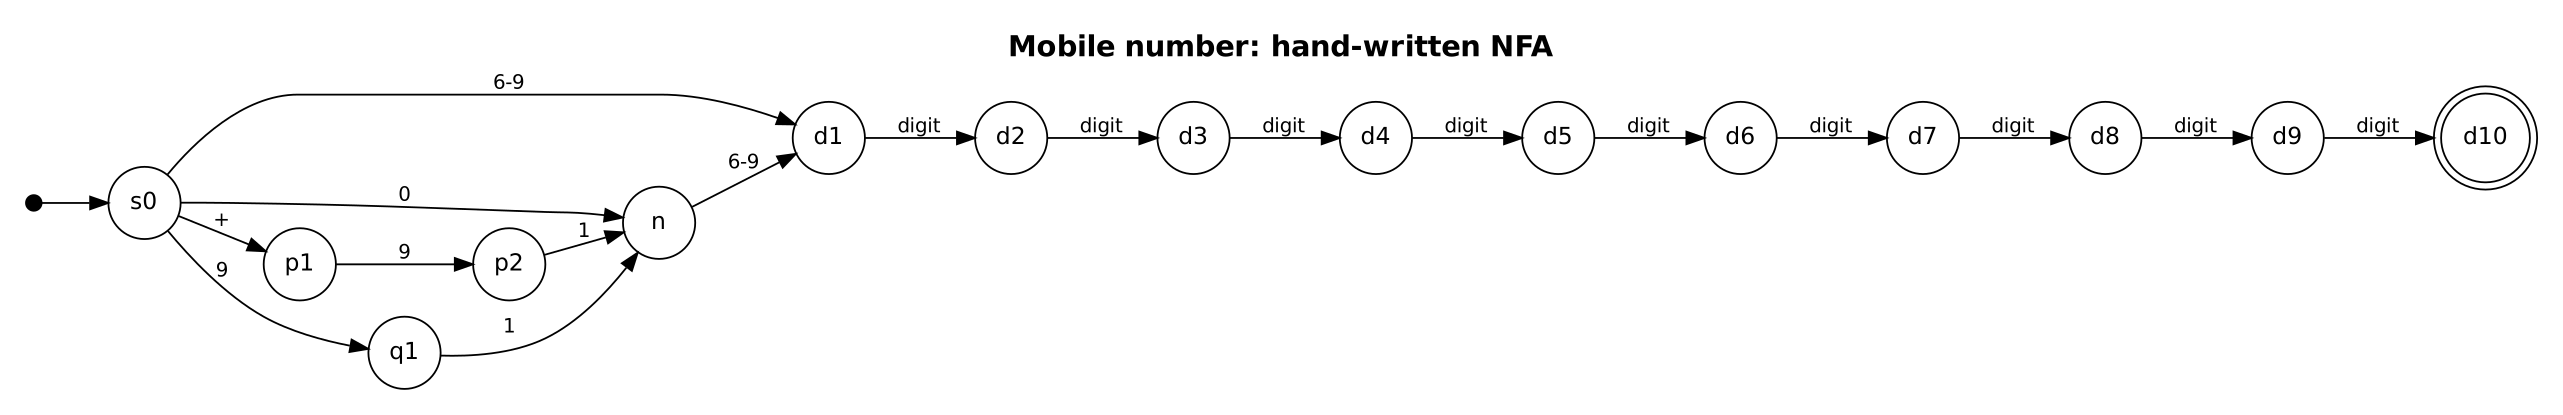 Mobile number: hand-written NFA
6-9
digit digit digit digit digit digit digit digit digit
d1 d2 d3 d4 d5 d6 d7 d8 d9 d10
6-9
s0
0
+
1
n
9
p1
p2
9
1
q1